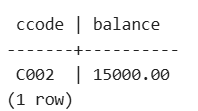 ccode | balance
-------+----------
C002 | 15000.00
(1 row)